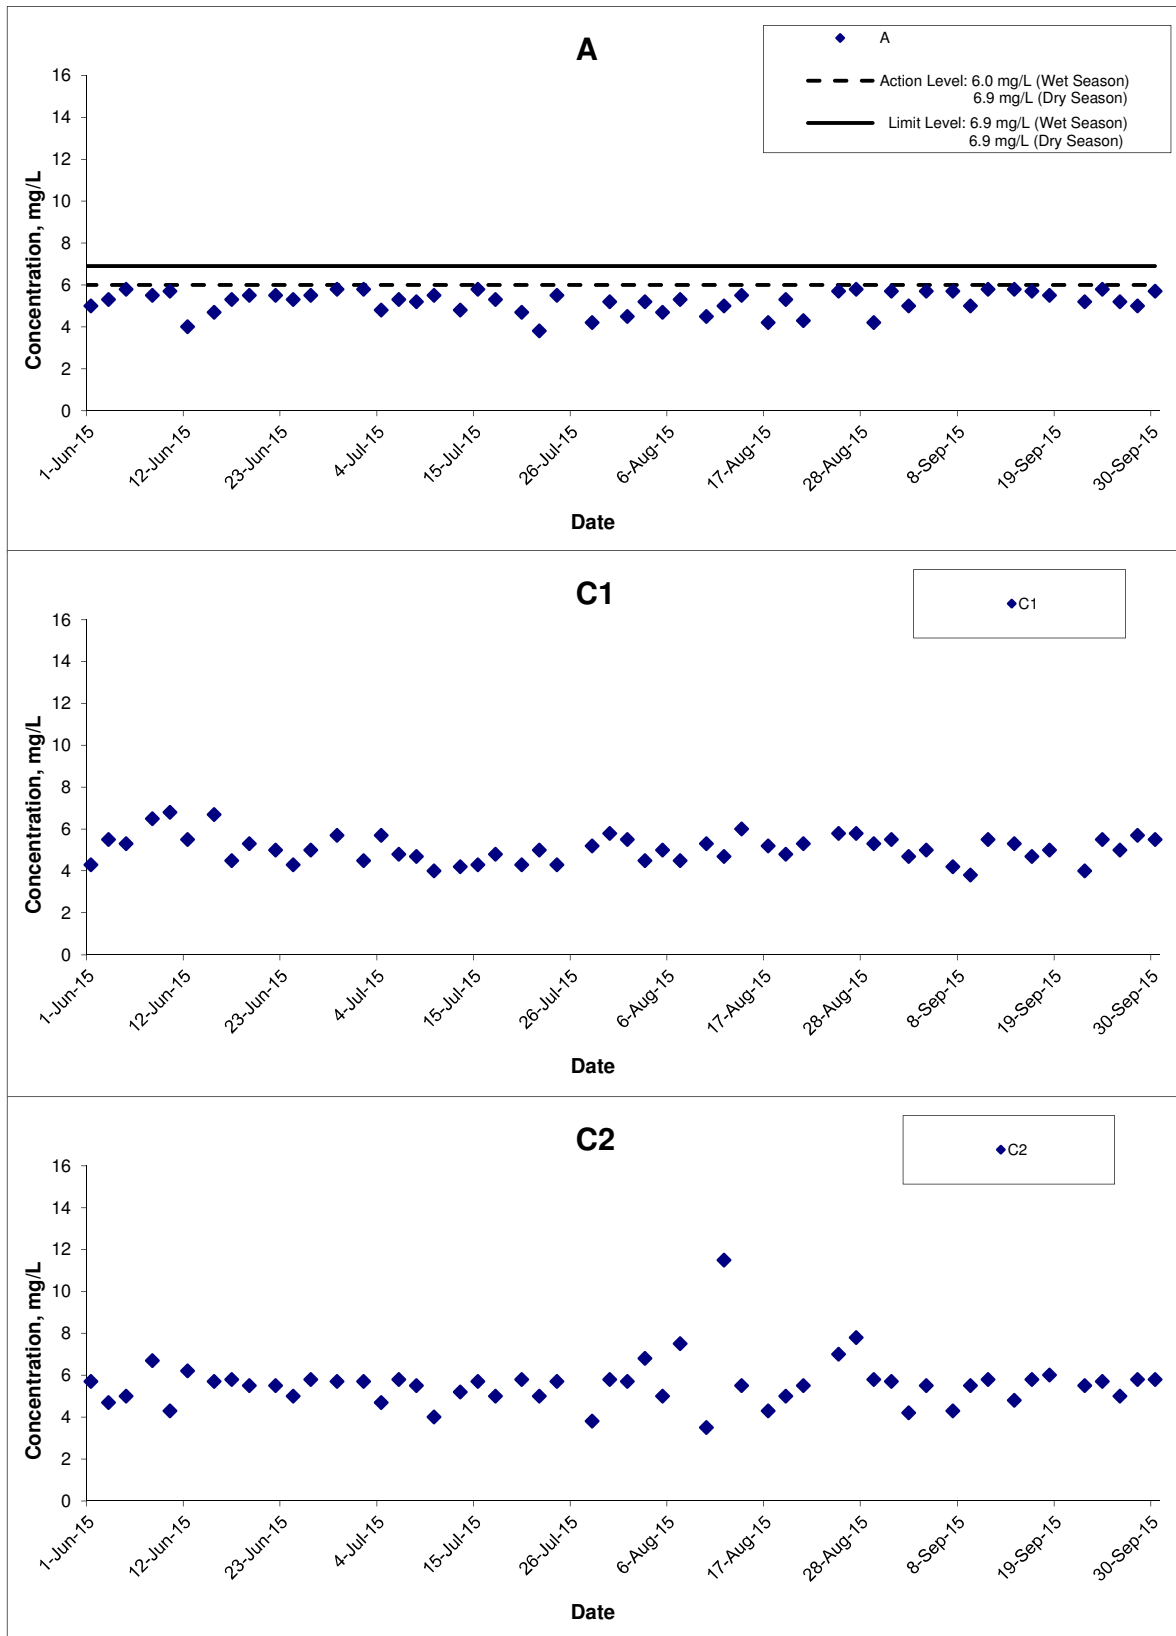 A
A
Action Level: 6.0 mg/L (Wet Season)
6.9 mg/L (Dry Season)
Limit Level: 6.9 mg/L (Wet Season)
6.9 mg/L (Dry Season)
Concentration, mg/L
16
14
12
10
8
6
4
2
0
1-Jun-15
12-Jun-15
23-Jun-15
4-Jul-15
15-Jul-15
26-Jul-15
6-Aug-15
17-Aug-15
28-Aug-15
8-Sep-15
19-Sep-15
30-Sep-15
Date
C1
C1
Concentration, mg/L
16
14
12
10
8
6
4
2
0
1-Jun-15
12-Jun-15
23-Jun-15
4-Jul-15
15-Jul-15
26-Jul-15
6-Aug-15
17-Aug-15
28-Aug-15
8-Sep-15
19-Sep-15
30-Sep-15
Date
C2
C2
Concentration, mg/L
16
14
12
10
8
6
4
2
0
1-Jun-15
12-Jun-15
23-Jun-15
4-Jul-15
15-Jul-15
26-Jul-15
6-Aug-15
17-Aug-15
28-Aug-15
8-Sep-15
19-Sep-15
30-Sep-15
Date